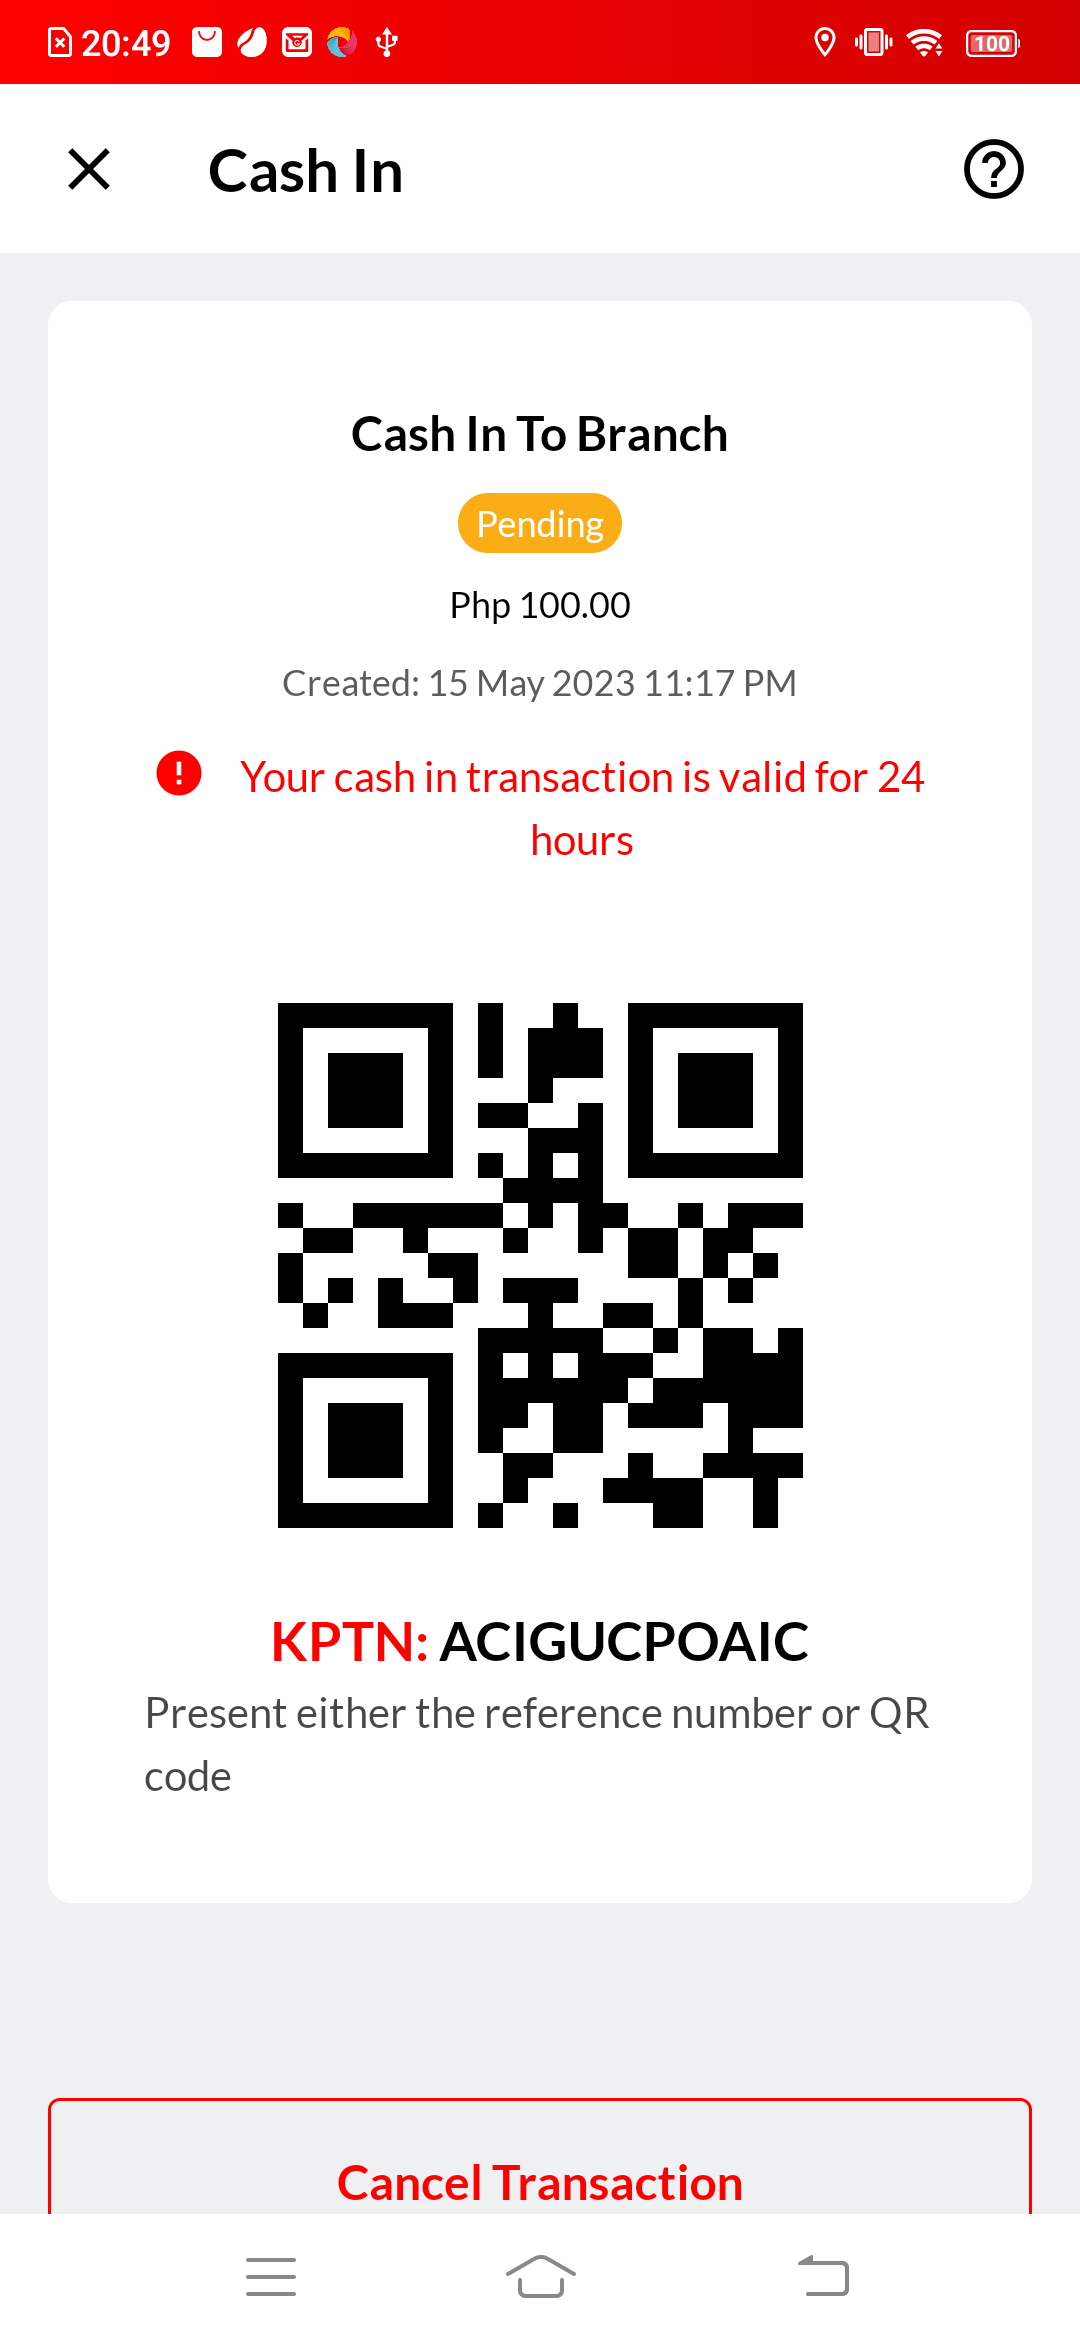 20:49
100
Cash In
Cash In To Branch
Pending
Php 100.00
Created: 15 May 2023 11:17 PM
Your cash in transaction is valid for 24
hours
KPTN: ACIGUCPOAIC
Present either the reference number or QR
code
Cancel Transaction